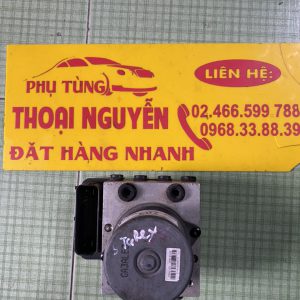 PHỤ TÙNG
THOẠI NGUYỄN
ĐẶT HÀNG NHANH
LIÊN HỆ:
02.466.599 788
0968.33.88.39